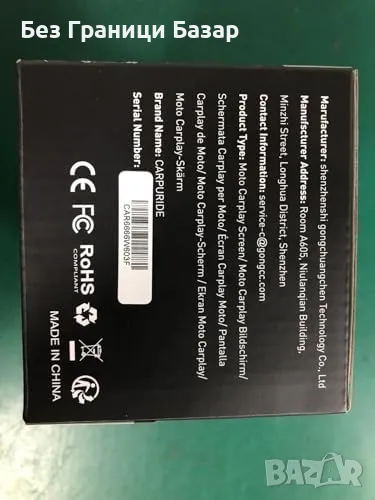 Без Граници Базар
Manufacturer: shenzhenshi gongchuangchen Technology Co., Ltd
Manufacturer Address: Room A605, Niulanqian Building,
Minzhi Street, Longhua District Shenzhen
Contact Information: service-c@gongcc.com
Product Type: Moto Carplay Screen/ Moto Carplay Bildschirm/
Schermata Carplay per Moto/ Écran Carplay Moto/ Pantalla
Carplay de Moto/ Moto Carplay-Scherm/ Ekran Moto Carplay/
Moto Carplay-Skärm
Brand Name: CARPURIDE
Serial Number:
CAR0666W603F
CE FC RoHS
COMPLIANT
MADE IN CHINA
BAZAR